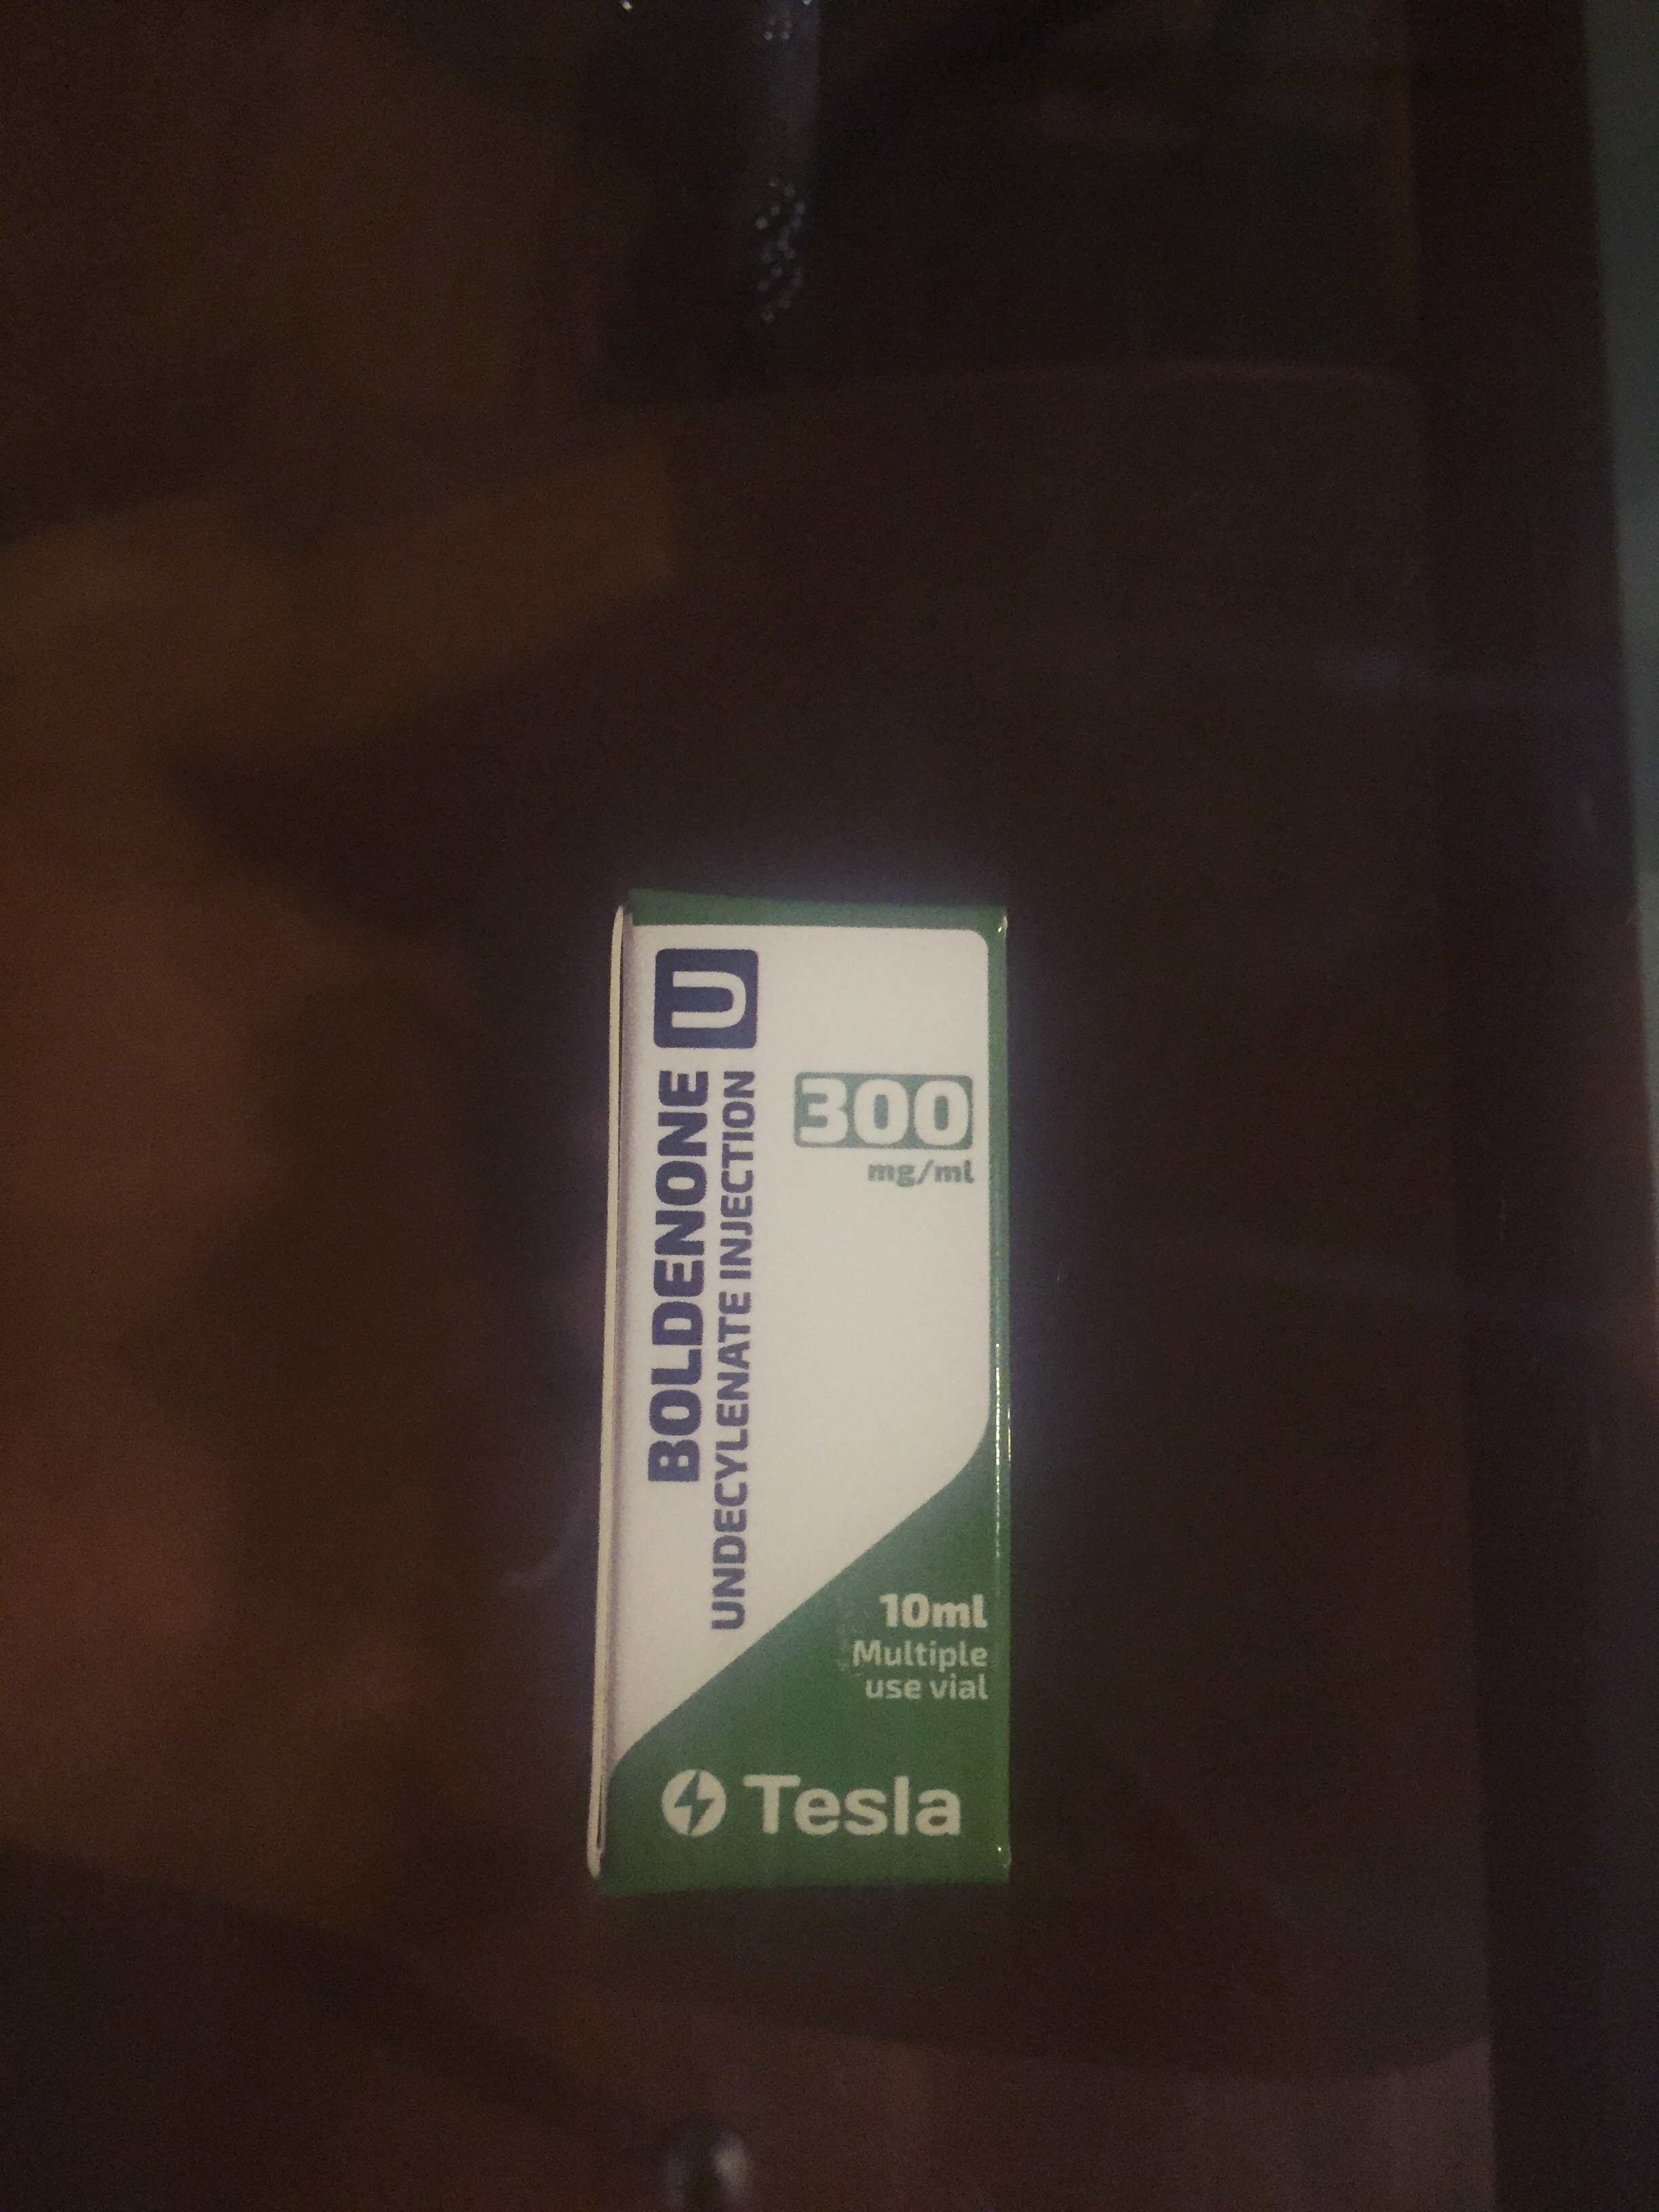 BOLDENONE U
UNDECYLENATE INJECTION
300
mg/ml
10ml
Multiple
use vial
Tesla